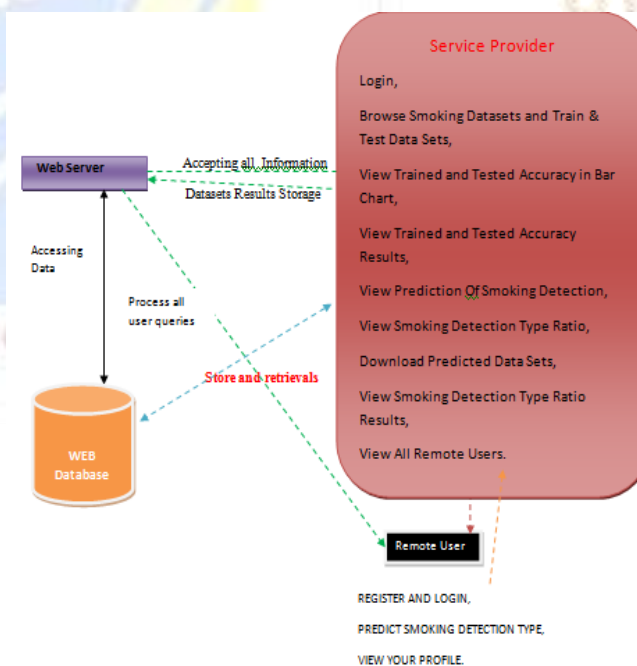 Service Provider
Login,
Browse Smoking Datasets and Train &
Test Data Sets,
View Trained and Tested Accuracy in Bar
Chart,
View Trained and Tested Accuracy
Results,
View Prediction Of Smoking Detection,
View Smoking Detection Type Ratio,
Download Predicted Data Sets,
View Smoking Detection Type Ratio
Results,
View All Remote Users.
Web Server
Accepting all Information
Datasets Results Storage
Accessing
Data
Process all
user queries
Store and retrievals
WEB
Database
Remote User
REGISTER AND LOGIN,
PREDICT SMOKING DETECTION TYPE,
VIEW YOUR PROFILE.